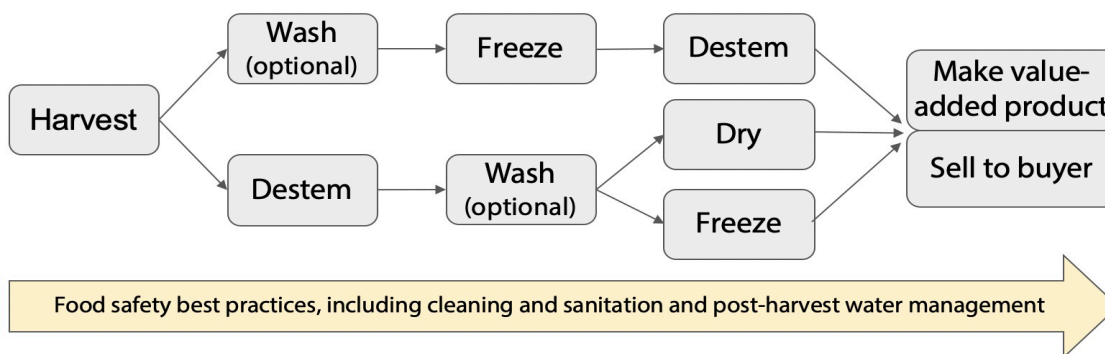 Harvest
Wash
(optional)
Freeze
Destem
Destem
Wash
(optional)
Dry
Freeze
Make value-
added product
Sell to buyer
Food safety best practices, including cleaning and sanitation and post-harvest water management